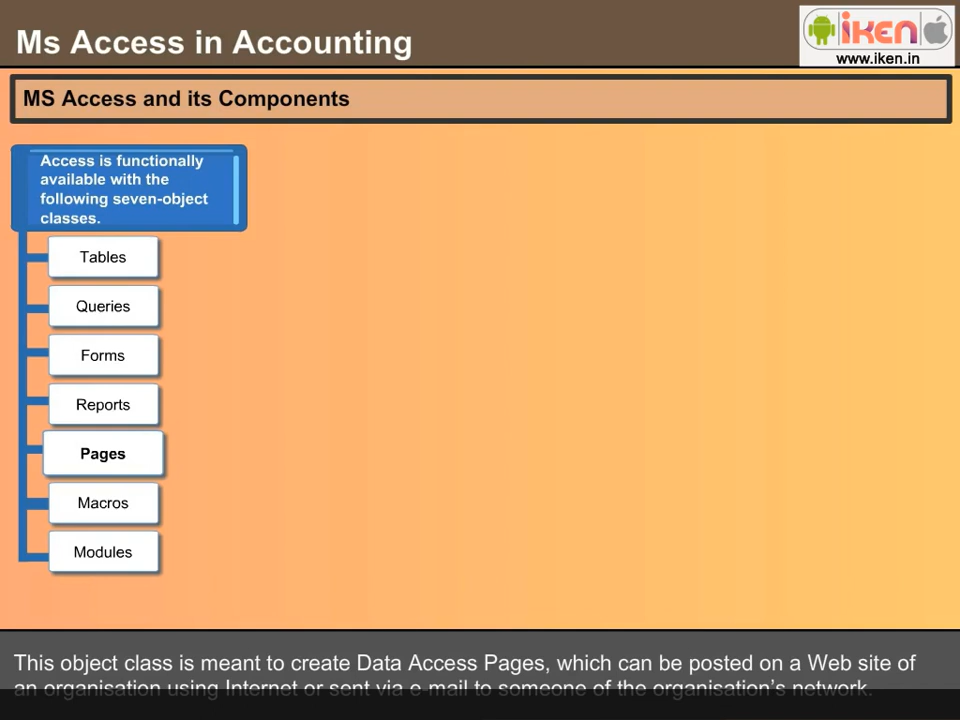 Ms Access in Accounting
iken
www.iken.in
MS Access and its Components
Access is functionally
available with the
following seven-object
classes.
Tables
Queries
Forms
Reports
Pages
Macros
Modules
This object class is meant to create Data Access Pages, which can be posted on a Web site of
an organisation using Internet or sent via e-mail to someone of the organisation's network.